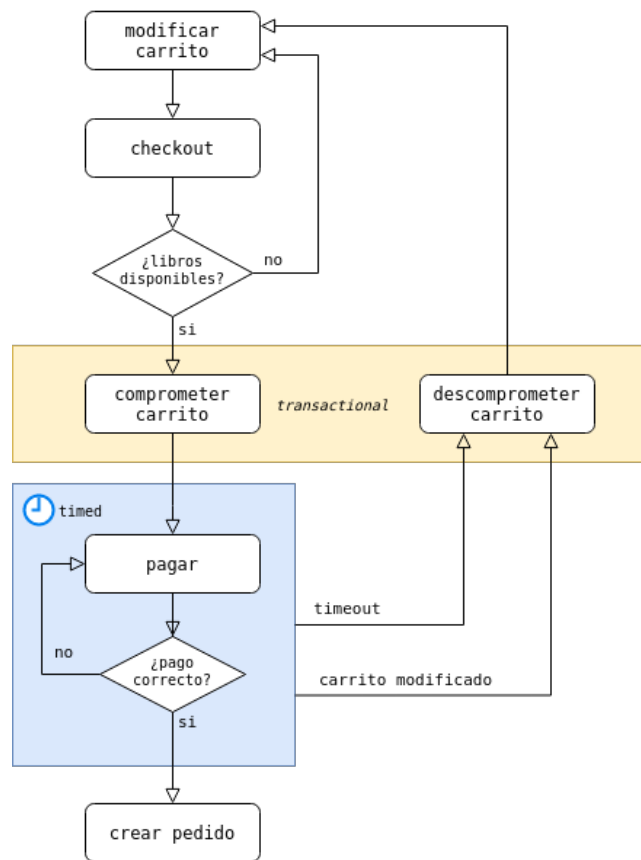 modificar
carrito
checkout
¿libros
disponibles?
no
si
comprometer
carrito
transactional
descomprometer
carrito
timed
pagar
timeout
no
¿pago
correcto?
carrito modificado
si
crear pedido